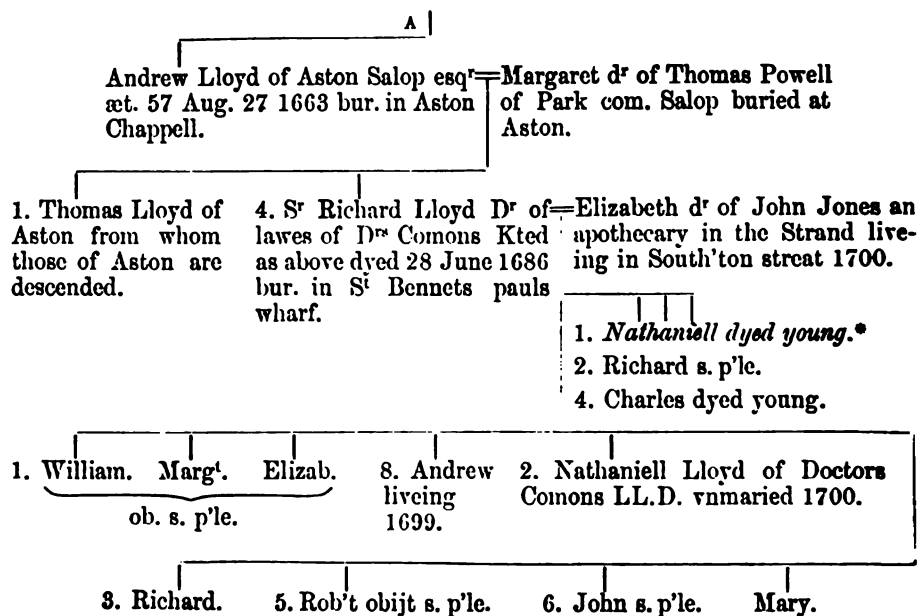 A
Andrew Lloyd of Aston Salop esqʳ=Margaret dʳ of Thomas Powell
æt. 57 Aug. 27 1663 bur. in Aston of Park com. Salop buried at
Chappell. Aston.
1. Thomas Lloyd of 4. Sʳ Richard Lloyd Dʳ of=Elizabeth dʳ of John Jones an
Aston from whom lawes of Dʳˢ Comons Kted apothecary in the Strand live-
those of Aston are as above dyed 28 June 1686 ing in South'ton streat 1700.
descended. bur. in Sᵗ Bennets pauls
wharf.
1. Nathaniell dyed young.*
2. Richard s. p'le.
4. Charles dyed young.
1. William. Margᵗ. Elizab. 8. Andrew 2. Nathaniell Lloyd of Doctors
liveing Comons LL.D. vnmaried 1700.
ob. s. p'le. 1699.
3. Richard. 5. Rob't obijt s. p'le. 6. John s. p'le. Mary.